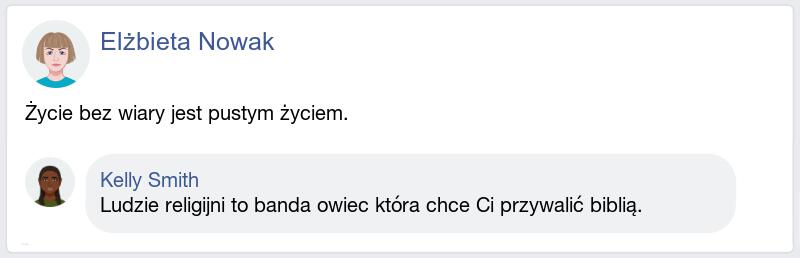 Elżbieta Nowak
Życie bez wiary jest pustym życiem.
Kelly Smith
Ludzie religijni to banda owiec która chce Ci przywalić biblią.